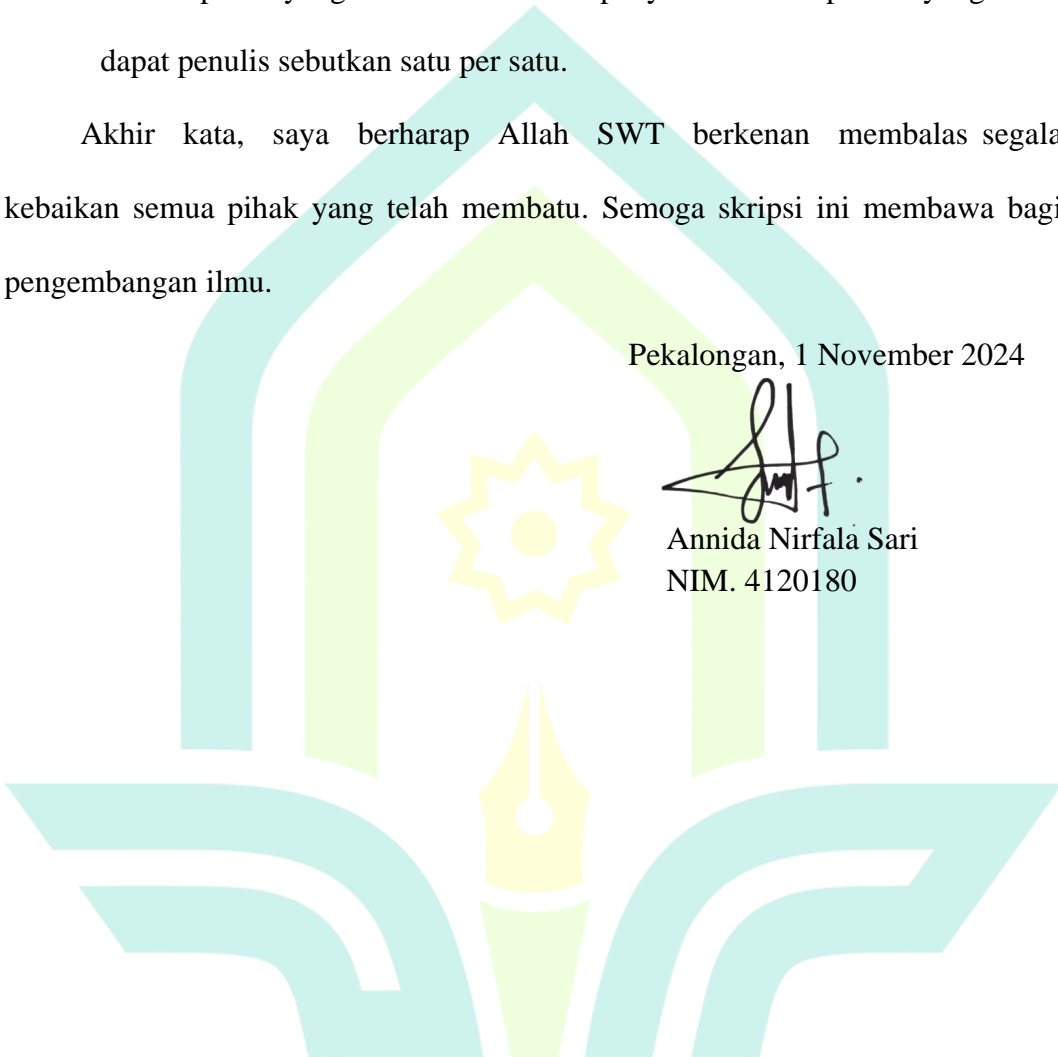 dapat penulis sebutkan satu per satu.
Akhir kata, saya berharap Allah SWT berkenan membalas segala
kebaikan semua pihak yang telah membatu. Semoga skripsi ini membawa bagi
pengembangan ilmu.
Pekalongan, 1 November 2024
Annida Nirfala Sari
NIM. 4120180